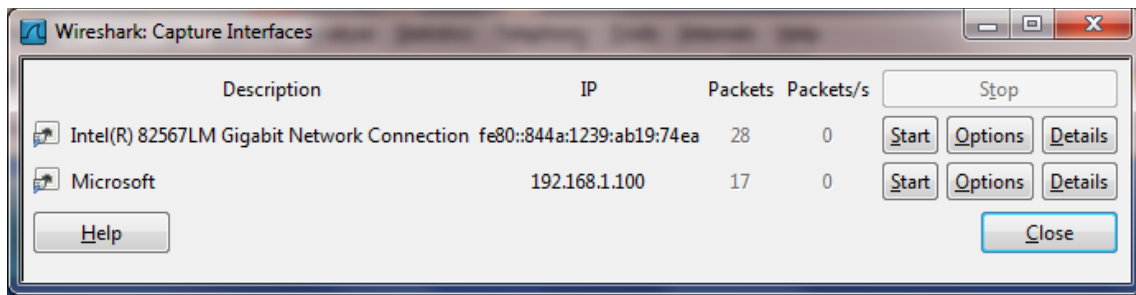 Wireshark: Capture Interfaces
Description IP Packets Packets/s Stop
Intel(R) 82567LM Gigabit Network Connection fe80::844a:1239:ab19:74ea 28 0 Start Options Details
Microsoft 192.168.1.100 17 0 Start Options Details
Help Close